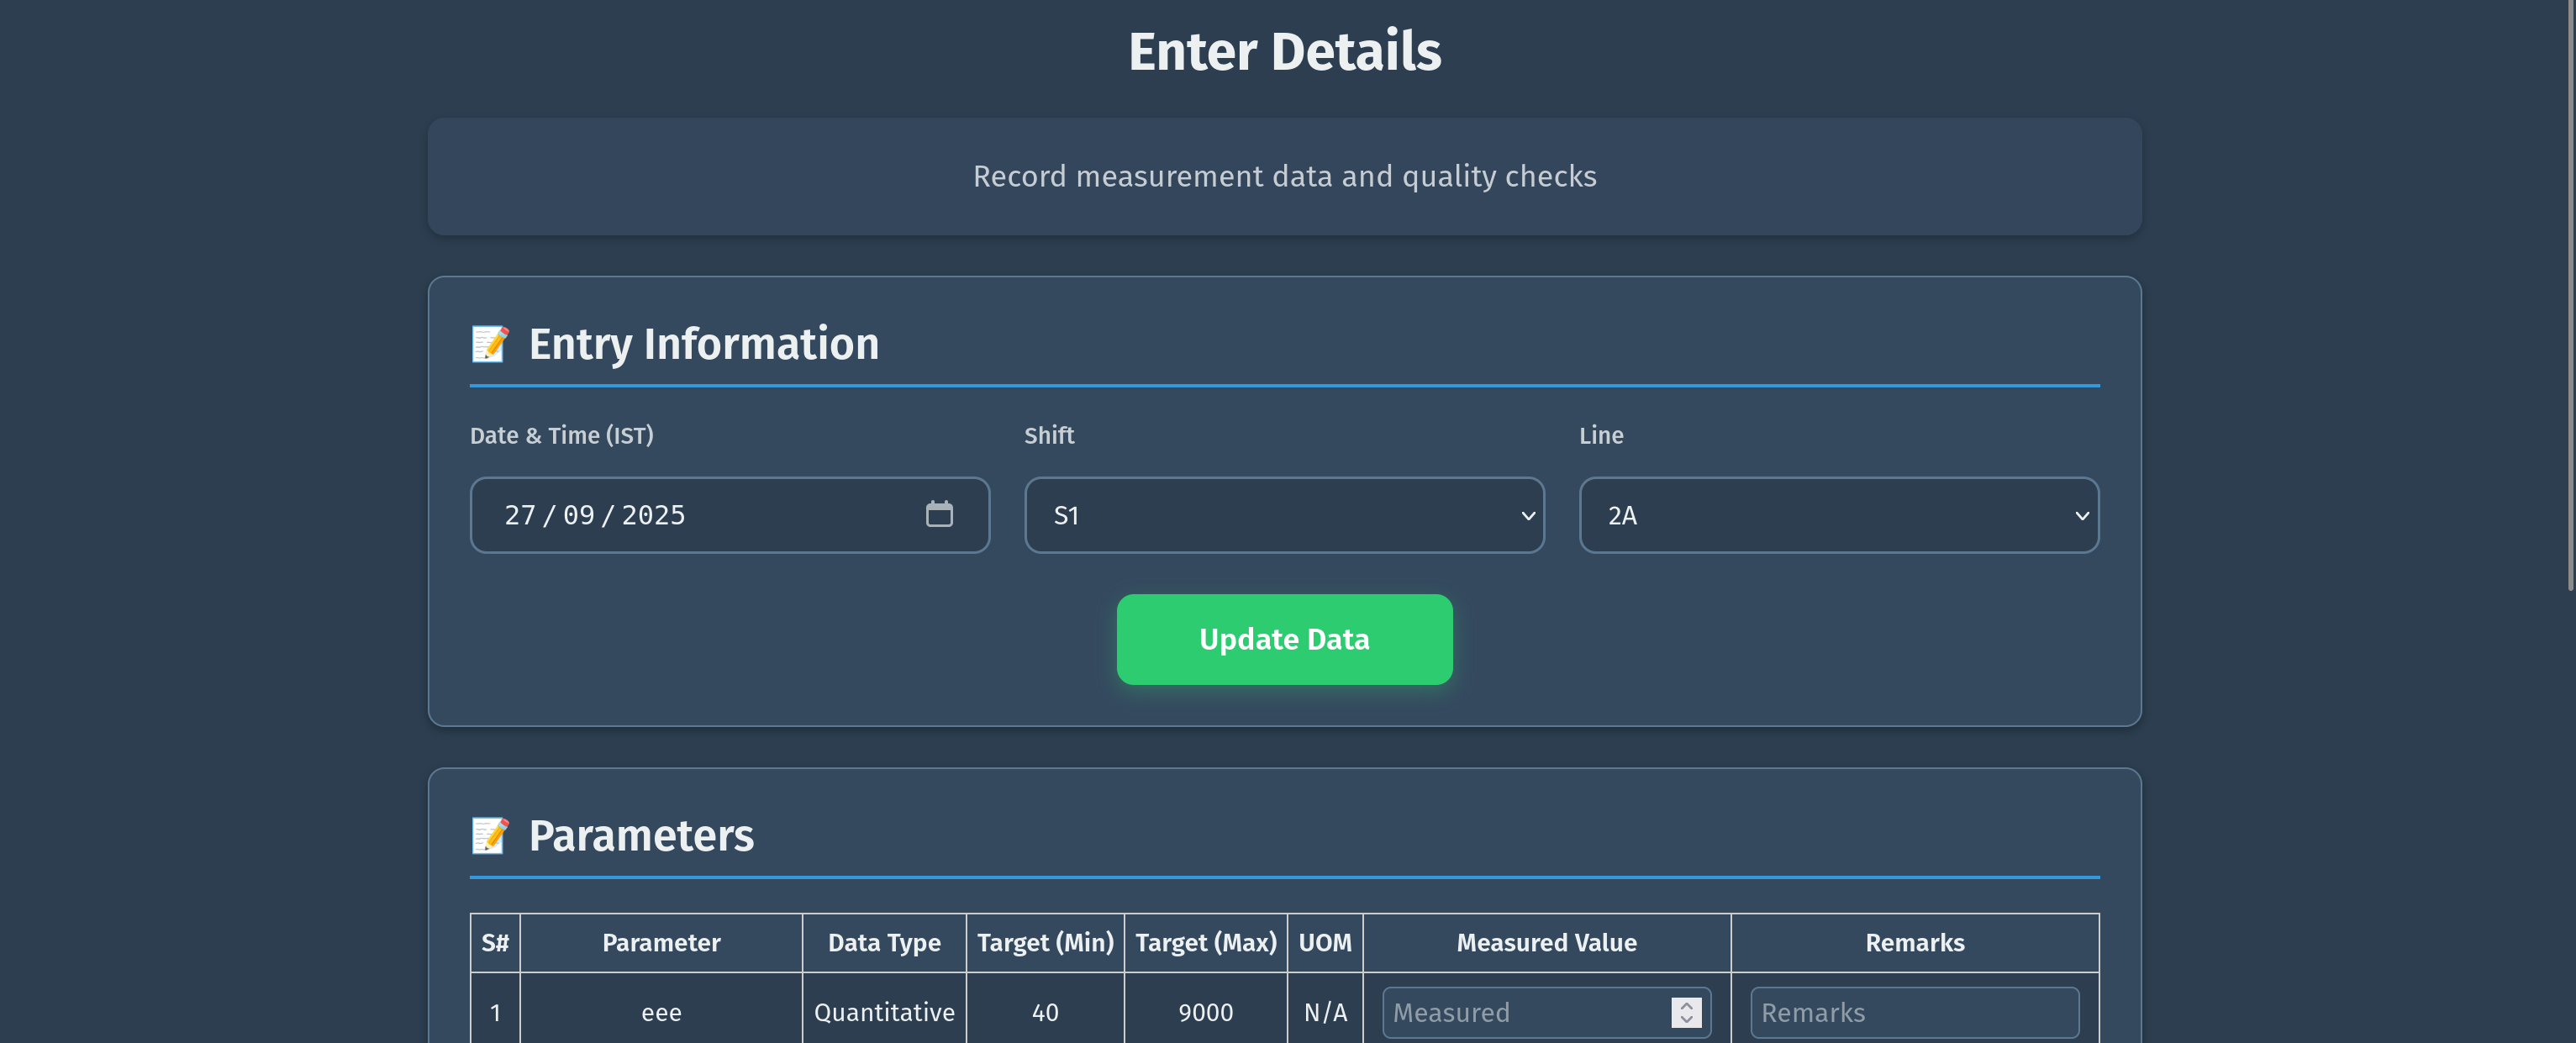 Enter Details
Record measurement data and quality checks
📝 Entry Information
Date & Time (IST) Shift Line
27/09/2025 S1 2A
Update Data
📝 Parameters
S# Parameter Data Type Target (Min) Target (Max) UOM Measured Value Remarks
1 eee Quantitative 40 9000 N/A Measured Remarks